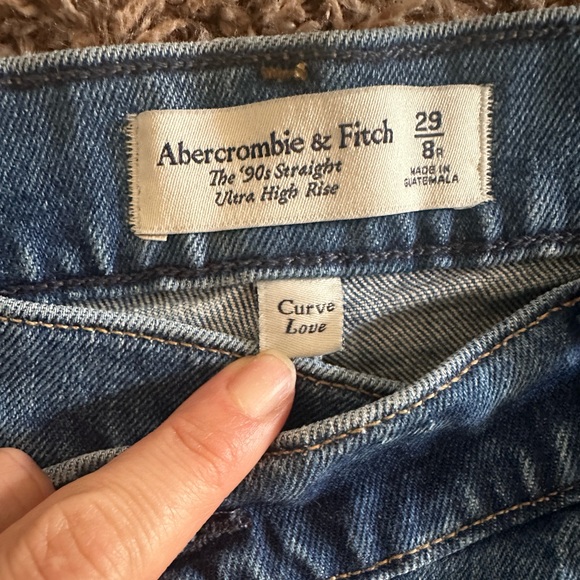 Abercrombie & Fitch
The '90s Straight
Ultra High Rise
29
8R
MADE IN
GUATEMALA
Curve
Love